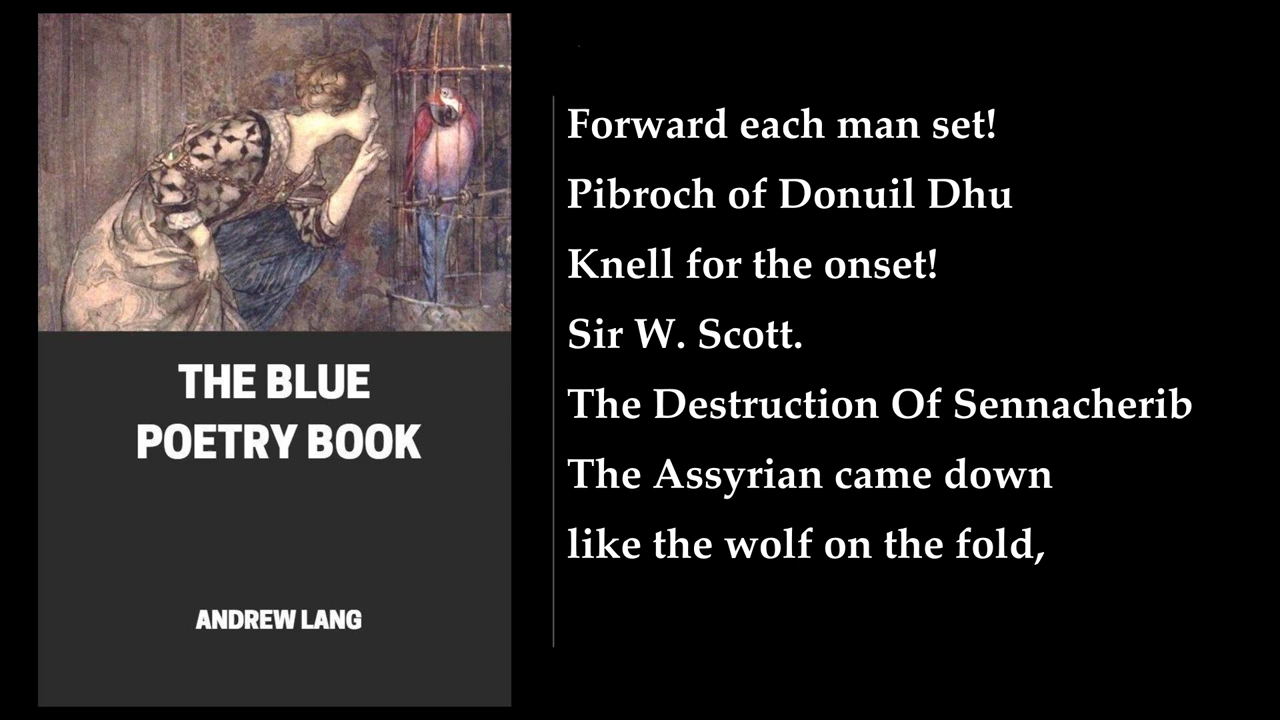 THE BLUE
POETRY BOOK
ANDREW LANG
Forward each man set!
Pibroch of Donuil Dhu
Knell for the onset!
Sir W. Scott.
The Destruction Of Sennacherib
The Assyrian came down
like the wolf on the fold,